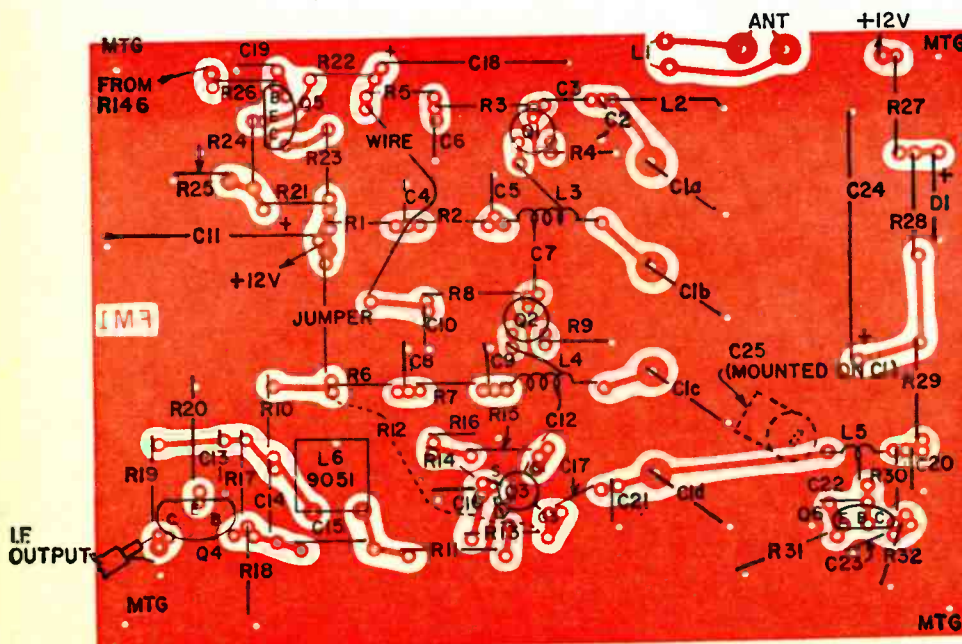 ANT
+12V
MTG
C19
R22
+
C18
L1
MTG
FROM
R146
R26
B
E
C
Q5
R5
R3
C3
L2
C2
R27
R24
R23
WIRE
C6
Q1
R4
C24
+
D1
R25
R21
+
R1
C4
R2
C5
L3
C1a
R28
C11
+12V
C7
R8
C1b
FM1
JUMPER
C10
Q2
R9
C8
C9
L4
C25
(MOUNTED ON C1)
+
R6
R7
R10
R15
C12
C1c
R29
R20
R12
R16
L5
R19
C13
R17
L6
9051
R14
C17
C20
R30
C14
C16
Q3
C21
C1d
C22
Q6
E B C
C
E
B
Q4
C15
R13
I.F.
OUTPUT
R18
R11
R31
C23
R32
MTG
MTG